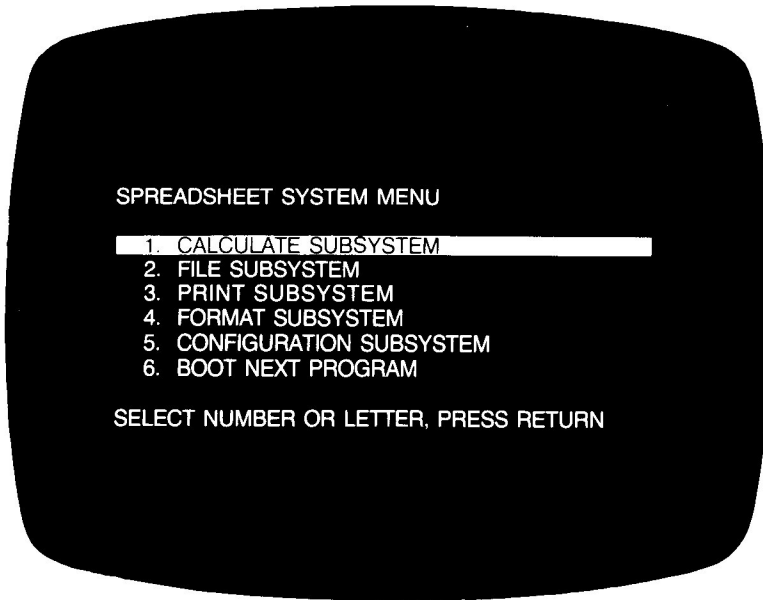 SPREADSHEET SYSTEM MENU
1. CALCULATE SUBSYSTEM
2. FILE SUBSYSTEM
3. PRINT SUBSYSTEM
4. FORMAT SUBSYSTEM
5. CONFIGURATION SUBSYSTEM
6. BOOT NEXT PROGRAM
SELECT NUMBER OR LETTER, PRESS RETURN